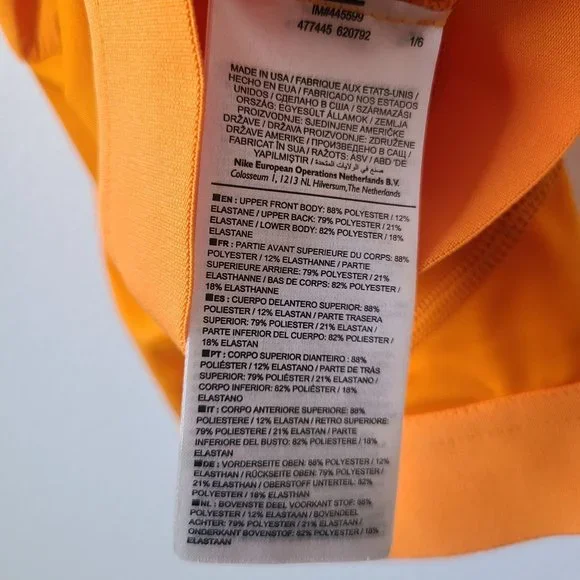 IM#445599
477445 620792 1/6
MADE IN USA / FABRIQUE AUX ÉTATS-UNIS /
HECHO EN EUA / FABRICADO NOS ESTADOS
UNIDOS / СДЕЛАНО В США / SZÁRMAZÁSI
ORSZÁG: EGYESÜLT ÁLLAMOK / ZEMLJA
PORIJEKLA: SJEDINJENE AMERIČKE
DRŽAVE / DRŽAVA PROIZVODNJE: ZDRUŽENE
DRŽAVE AMERIKE / ПРОИЗВЕДЕНО В САЩ /
FABRICAT ÎN SUA / RAŽOTS: ASV / ABD 'DE
YAPILMIŞTIR / صنع في الولايات المتحدة
Nike European Operations Netherlands B.V.
Colosseum 1, 1213 NL Hilversum, The Netherlands
EN: UPPER FRONT BODY: 88% POLYESTER / 12%
ELASTANE / UPPER BACK: 79% POLYESTER / 21%
ELASTANE / LOWER BODY: 82% POLYESTER / 18%
ELASTANE
FR: PARTIE AVANT SUPERIEURE DU CORPS: 88%
POLYESTER / 12% ELASTHANNE / PARTIE
SUPERIEURE ARRIERE: 79% POLYESTER / 21%
ELASTHANNE / BAS DE CORPS: 82% POLYESTER /
18% ELASTHANNE
ES: CUERPO DELANTERO SUPERIOR: 88%
POLIÉSTER / 12% ELASTAN / PARTE TRASERA
SUPERIOR: 79% POLIÉSTER / 21% ELASTAN /
PARTE INFERIOR DEL CUERPO: 82% POLIÉSTER /
18% ELASTAN
PT: CORPO SUPERIOR DIANTEIRO : 88%
POLIÉSTER / 12% ELASTANO / PARTE DE TRÁS
SUPERIOR: 79% POLIÉSTER / 21% ELASTANO /
CORPO INFERIOR: 82% POLIÉSTER / 18%
ELASTANO
IT: CORPO ANTERIORE SUPERIORE: 88%
POLIESTERE / 12% ELASTAN / RETRO SUPERIORE:
79% POLIESTERE / 21% ELASTAN / PARTE
INFERIORE DEL BUSTO: 82% POLIESTERE / 18%
ELASTAN
DE: VORDERSEITE OBEN: 88% POLYESTER / 12%
ELASTHAN / RÜCKSEITE OBEN: 79% POLYESTER /
21% ELASTHAN / OBERSTOFF UNTERTEIL: 82%
POLYESTER / 18% ELASTHAN
NL: BOVENSTE DEEL VOORKANT STOF: 88%
POLYESTER / 12% ELASTAAN / BOVENDEEL
ACHTER: 79% POLYESTER / 21% ELASTAAN /
ONDERKANT BOVENSTOF: 82% POLYESTER / 18%
ELASTAAN